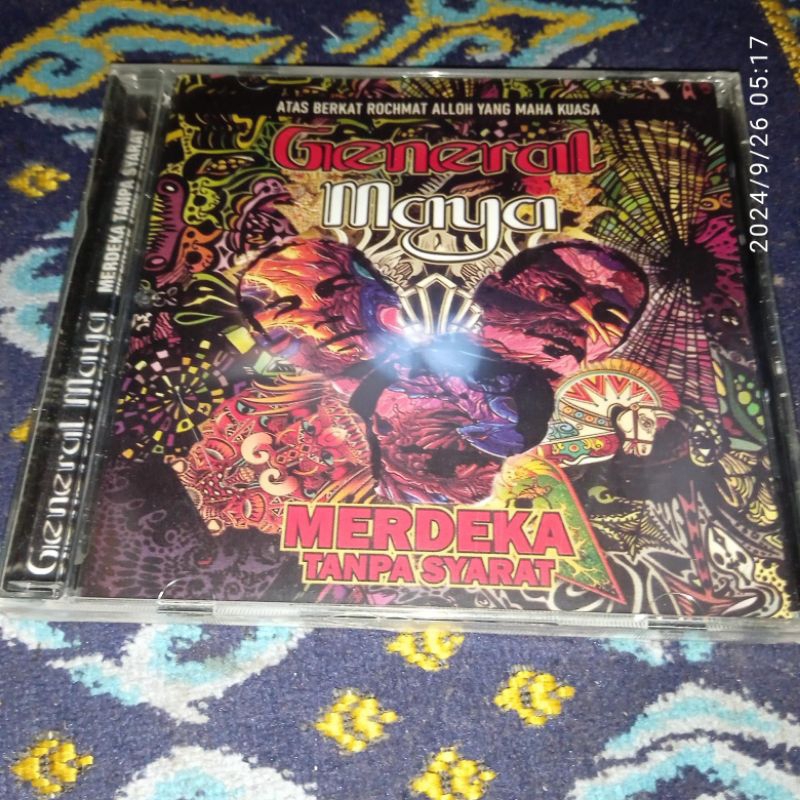 ATAS BERKAT ROCHMAT ALLOH YANG MAHA KUASA
General
Maya
MERDEKA
TANPA SYARAT
General Maya MERDEKA TANPA SYARAT
2024/9/26 05:17